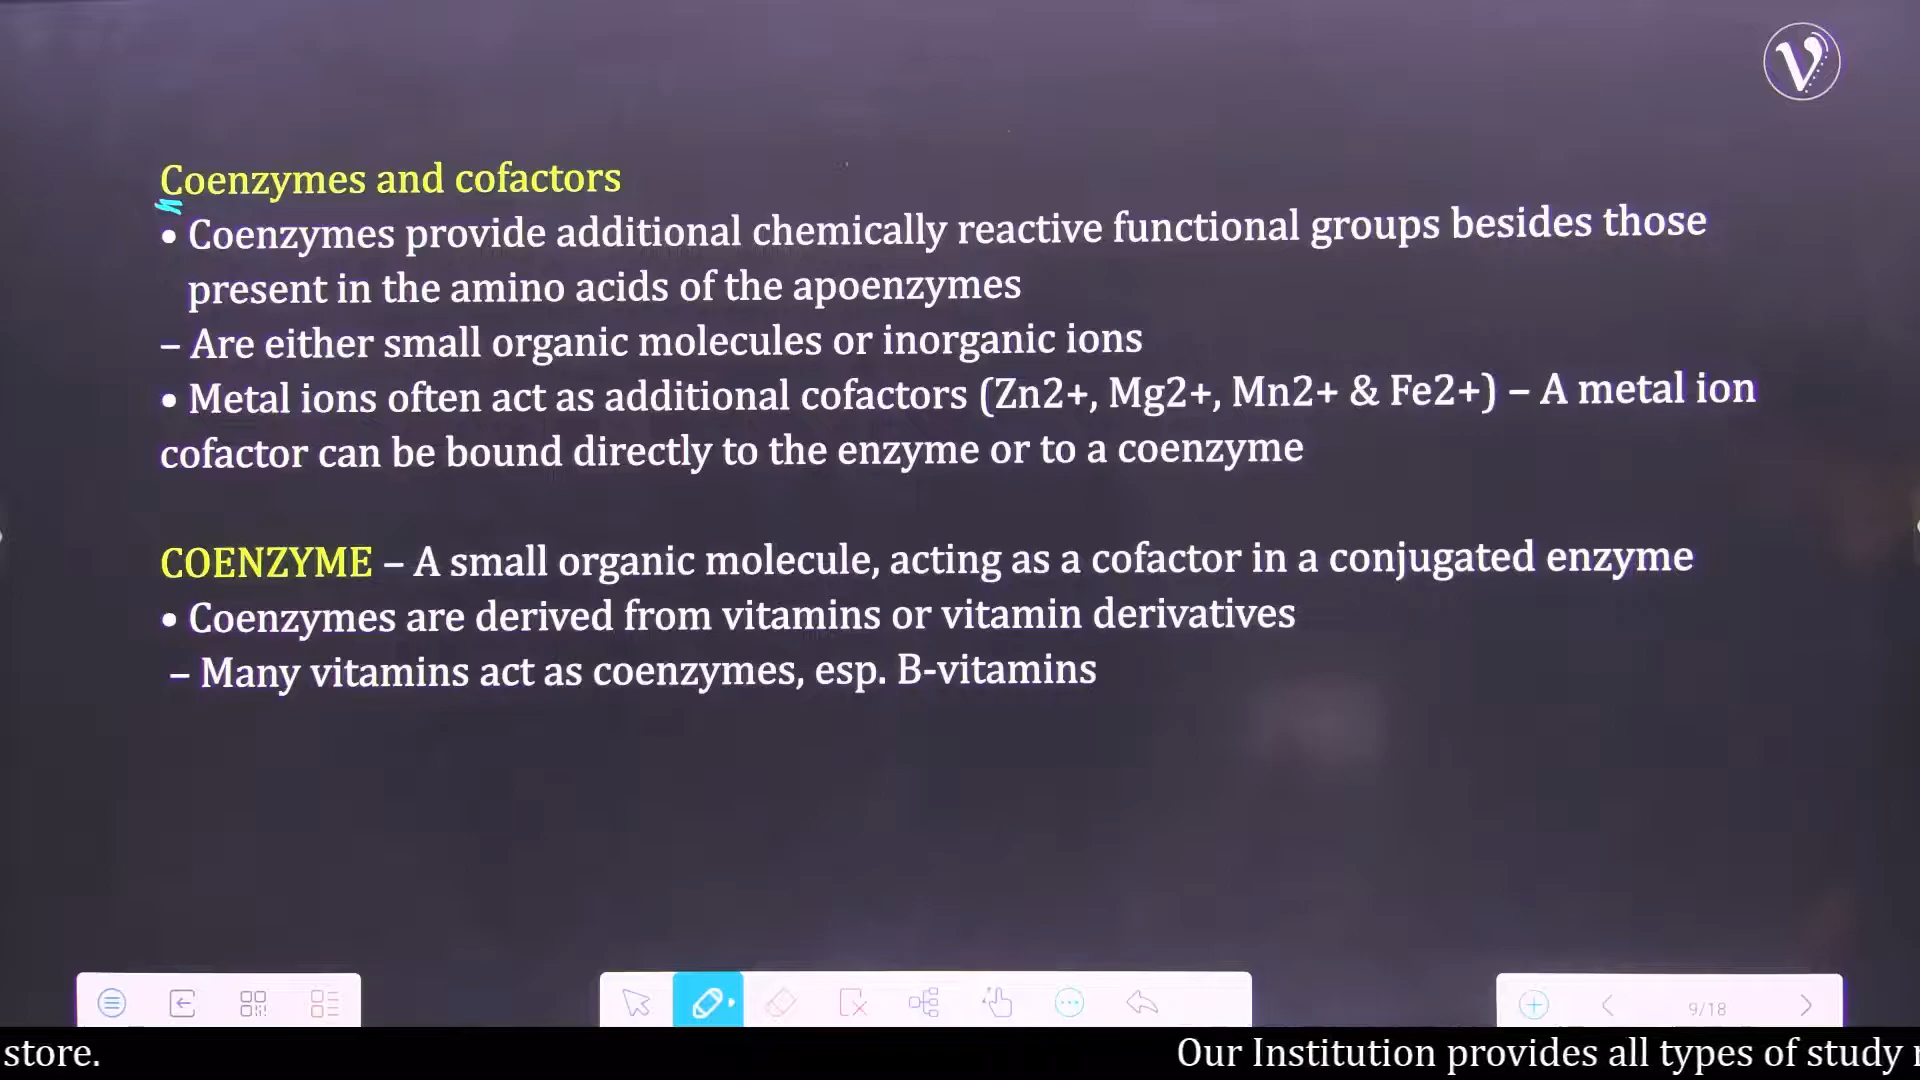 V
Coenzymes and cofactors
• Coenzymes provide additional chemically reactive functional groups besides those
present in the amino acids of the apoenzymes
– Are either small organic molecules or inorganic ions
• Metal ions often act as additional cofactors (Zn2+, Mg2+, Mn2+ & Fe2+) – A metal ion
cofactor can be bound directly to the enzyme or to a coenzyme
COENZYME – A small organic molecule, acting as a cofactor in a conjugated enzyme
• Coenzymes are derived from vitamins or vitamin derivatives
– Many vitamins act as coenzymes, esp. B-vitamins
9/18
store. Our Institution provides all types of study